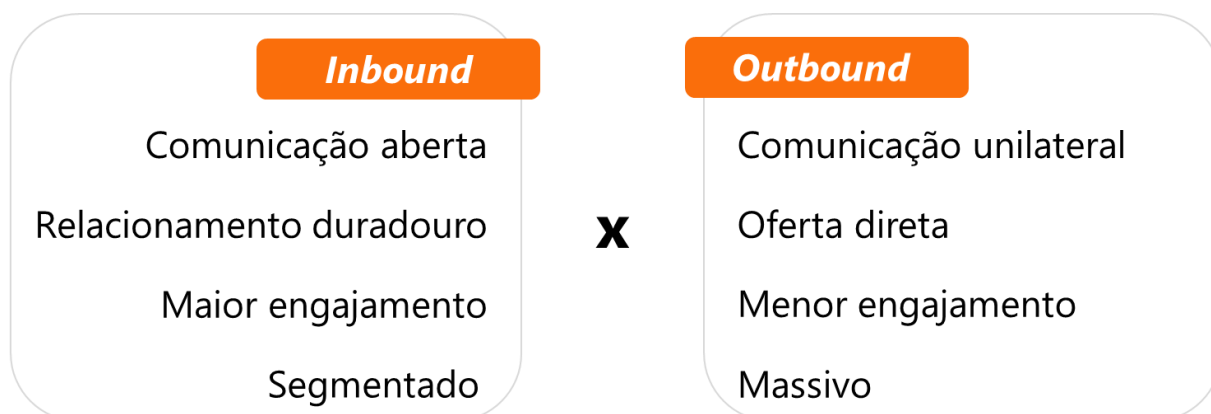 Inbound
Comunicação aberta
Relacionamento duradouro
Maior engajamento
Segmentado
x
Outbound
Comunicação unilateral
Oferta direta
Menor engajamento
Massivo